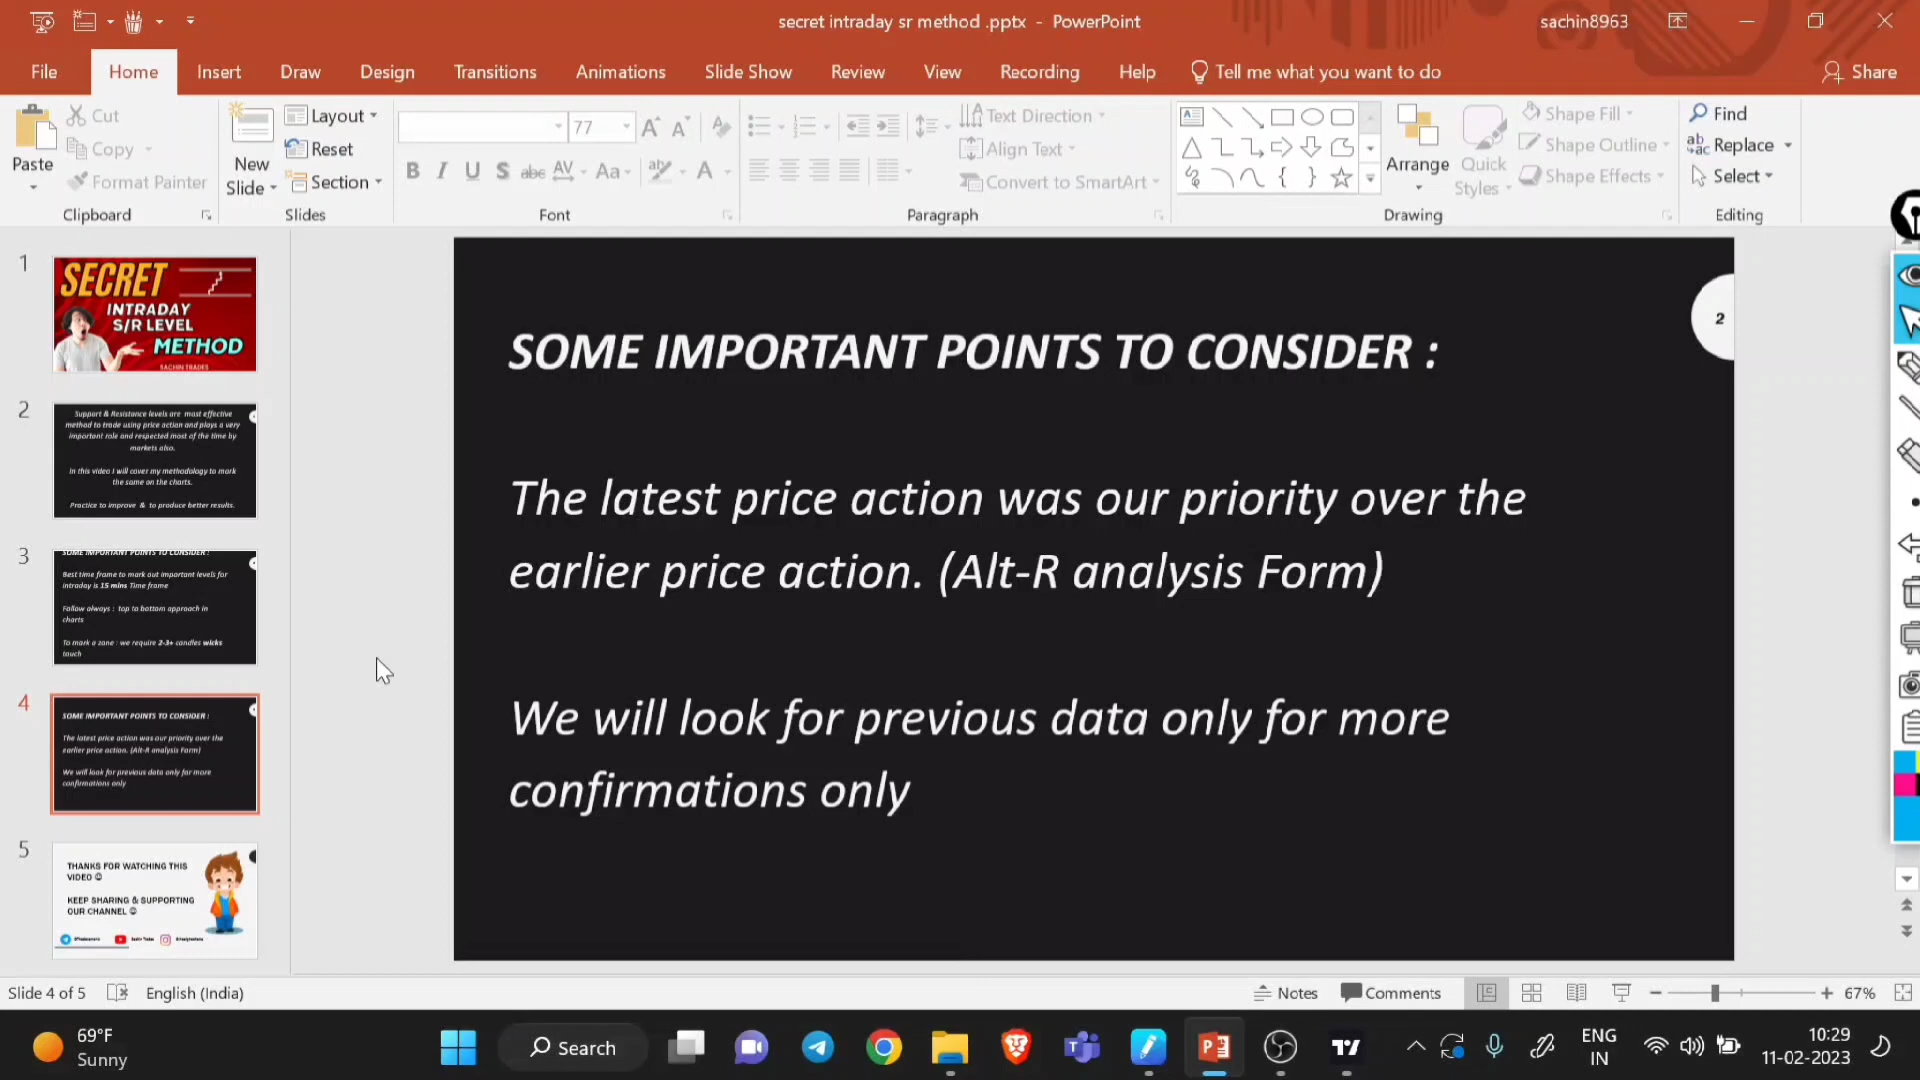 secret intraday sr method .pptx - PowerPoint
sachin8963
File
Home
Insert
Draw
Design
Transitions
Animations
Slide Show
Review
View
Recording
Help
Tell me what you want to do
Share
Paste
Cut
Copy
Format Painter
Clipboard
New
Slide
Layout
Reset
Section
Slides
77
B I U S abc AV Aa A
Font
Text Direction
Align Text
Convert to SmartArt
Paragraph
Arrange
Quick
Styles
Shape Fill
Shape Outline
Shape Effects
Drawing
Find
Replace
Select
Editing
1
SECRET
INTRADAY
S/R LEVEL
METHOD
SACHIN TRADES
2
Support & Resistance levels are most effective
method to trade using price action and plays a very
important role and respected most of the time by
markets also.
In this video I will cover my methodology to mark
the same on the charts.
Practice to improve & to produce better results.
3
SOME IMPORTANT POINTS TO CONSIDER :
Best time frame to mark out important levels for
intraday is 15 mins Time frame
Follow always : top to bottom approach in
charts
To mark a zone : we require 2-3+ candles wicks
touch
4
SOME IMPORTANT POINTS TO CONSIDER :
The latest price action was our priority over the
earlier price action. (Alt-R analysis Form)
We will look for previous data only for more
confirmations only
5
THANKS FOR WATCHING THIS
VIDEO
KEEP SHARING & SUPPORTING
OUR CHANNEL
2
SOME IMPORTANT POINTS TO CONSIDER :
The latest price action was our priority over the
earlier price action. (Alt-R analysis Form)
We will look for previous data only for more
confirmations only
Slide 4 of 5
English (India)
Notes
Comments
67%
69°F
Sunny
Search
ENG
IN
10:29
11-02-2023